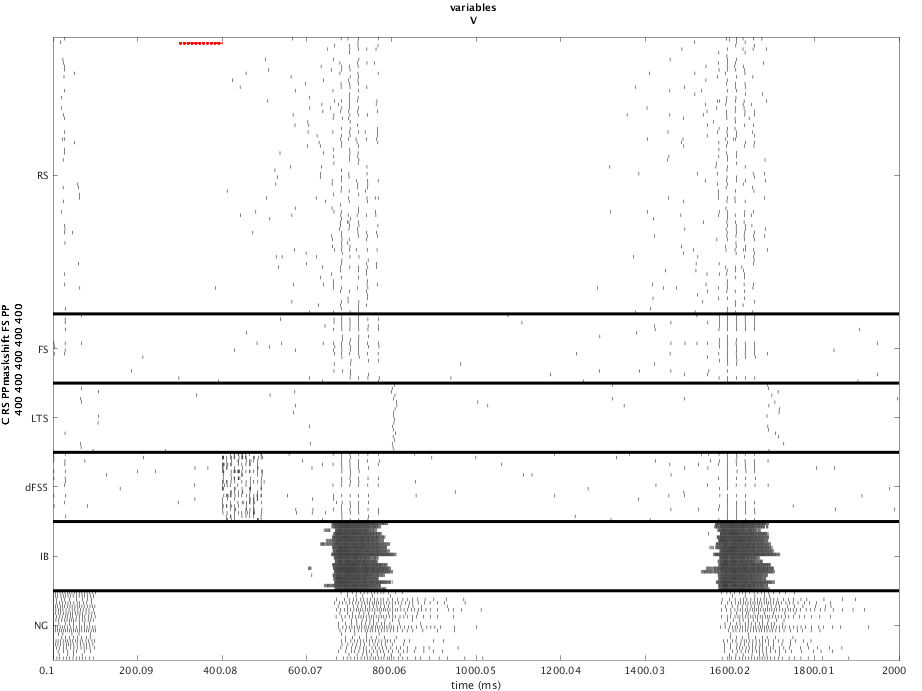 variables
V
C RS PPmaskshift FS PP
400 400 400 400 400
RS
FS
LTS
dFS5
IB
NG
0.1 200.09 400.08 600.07 800.06 1000.05 1200.04 1400.03 1600.02 1800.01 2000
time (ms)